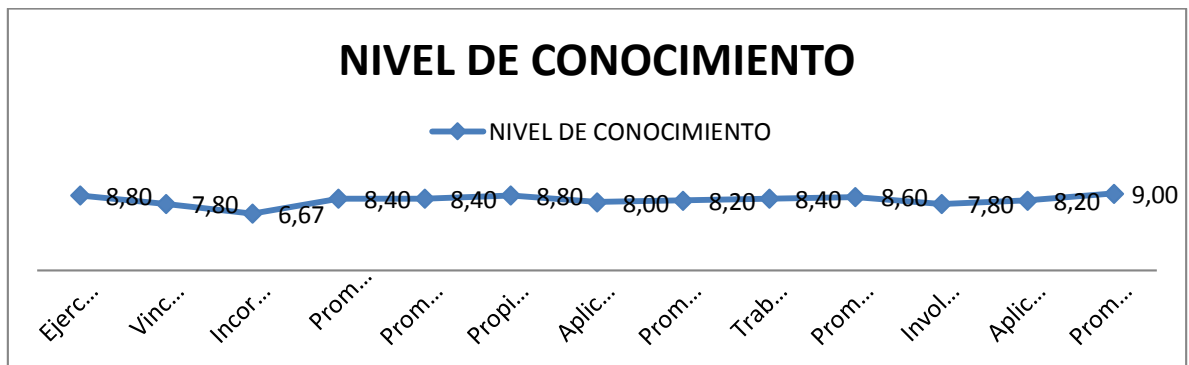 NIVEL DE CONOCIMIENTO
NIVEL DE CONOCIMIENTO
8,80 7,80 6,67 8,40 8,40 8,80 8,00 8,20 8,40 8,60 7,80 8,20 9,00
Ejerc... Vinc... Incor... Prom... Prom... Propi... Aplic... Prom... Trab... Prom... Invol... Aplic... Prom...